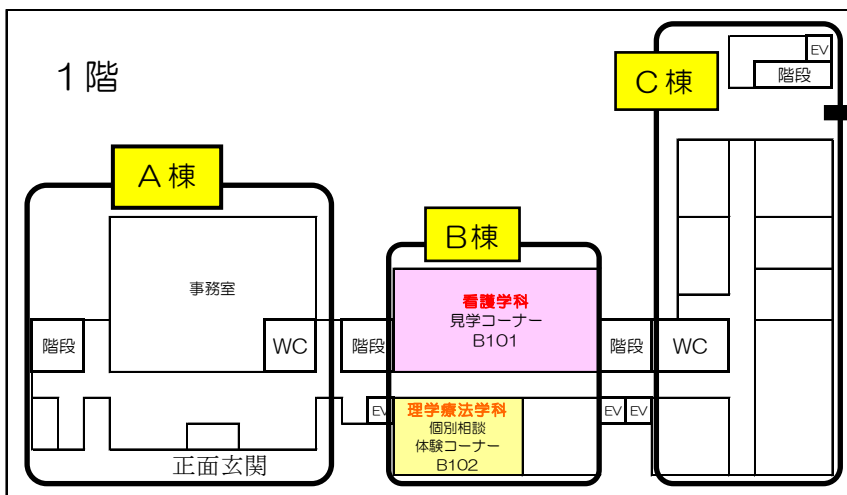 1階
C棟
EV
階段
A棟
B棟
事務室
看護学科
見学コーナー
B101
階段
WC
階段
階段
WC
EV
理学療法学科
個別相談
体験コーナー
B102
EV
EV
正面玄関